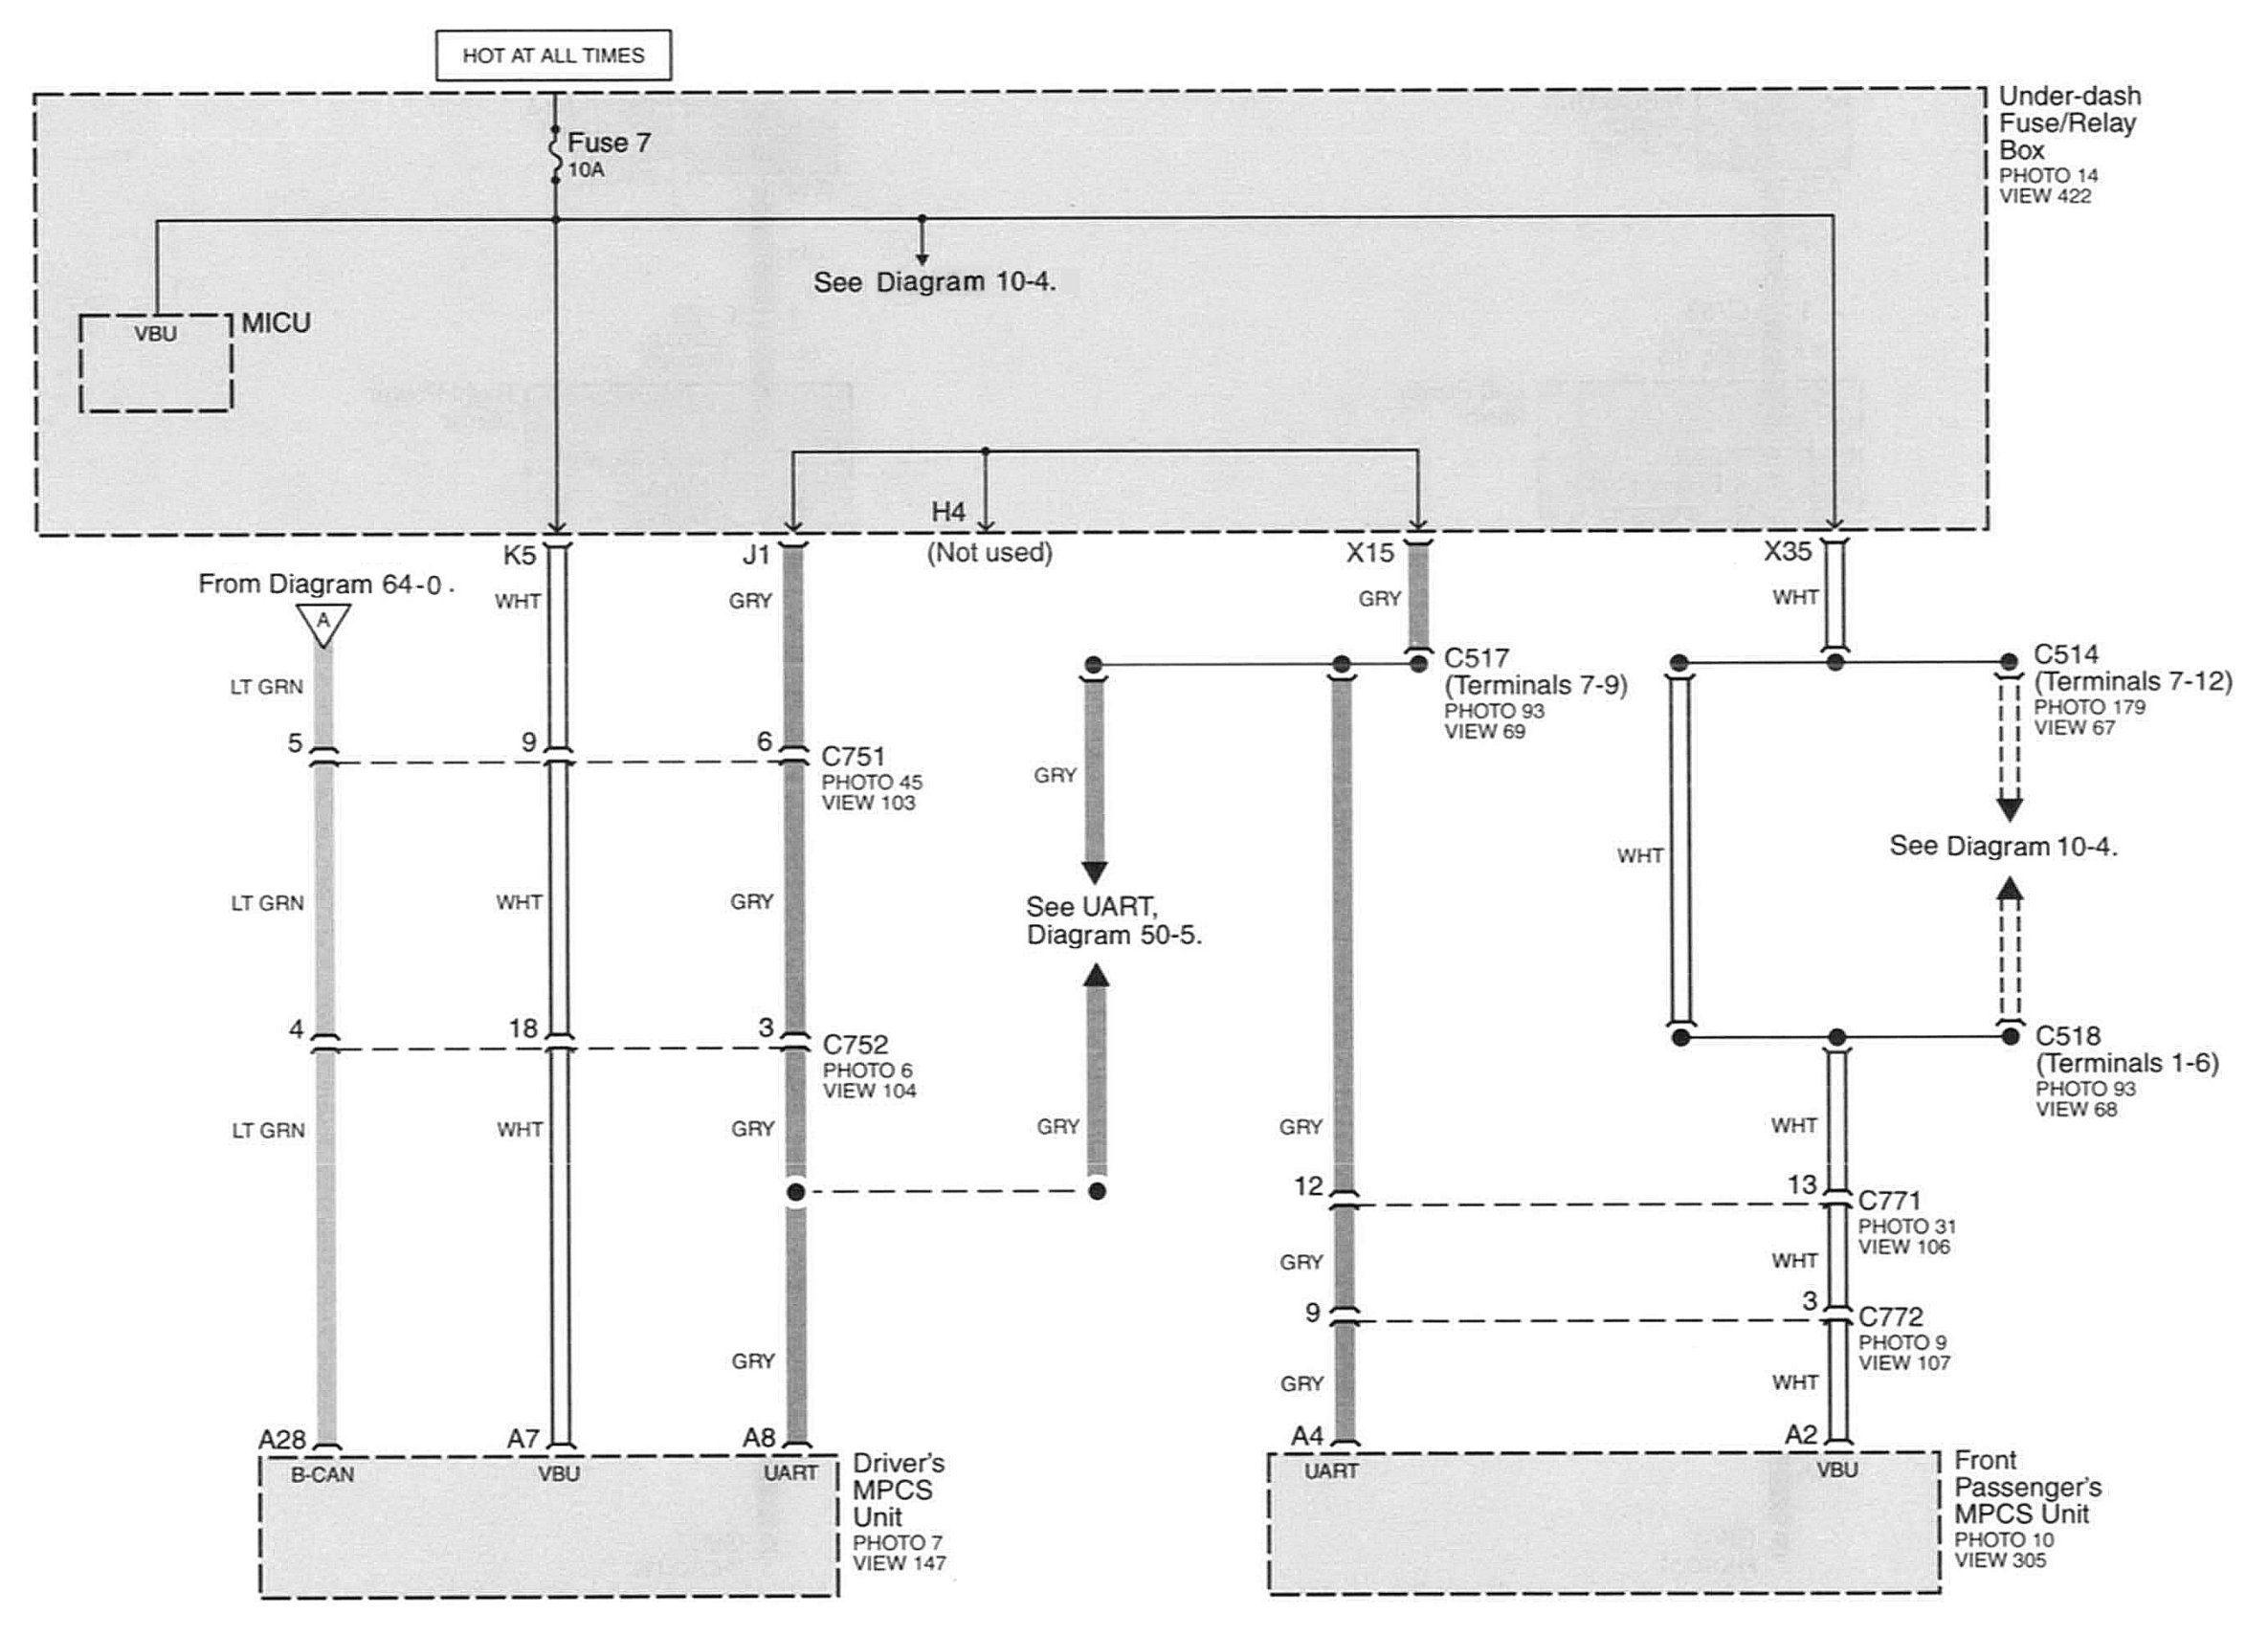 HOT AT ALL TIMES
Under-dash
Fuse/Relay
Box
PHOTO 14
VIEW 422
Fuse 7
10A
See Diagram 10-4.
MICU
VBU
H4
(Not used)
K5
J1
X15
X35
From Diagram 64-0 .
A
WHT
GRY
GRY
WHT
LT GRN
C517
(Terminals 7-9)
PHOTO 93
VIEW 69
C514
(Terminals 7-12)
PHOTO 179
VIEW 67
5
9
6
C751
PHOTO 45
VIEW 103
GRY
WHT
See Diagram 10-4.
LT GRN
WHT
GRY
See UART,
Diagram 50-5.
4
18
3
C752
PHOTO 6
VIEW 104
C518
(Terminals 1-6)
PHOTO 93
VIEW 68
LT GRN
WHT
GRY
GRY
GRY
WHT
12
13
C771
PHOTO 31
VIEW 106
GRY
WHT
9
3
C772
PHOTO 9
VIEW 107
GRY
GRY
WHT
A28
A7
A8
A4
A2
B-CAN
VBU
UART
Driver's
MPCS
Unit
PHOTO 7
VIEW 147
UART
VBU
Front
Passenger's
MPCS Unit
PHOTO 10
VIEW 305